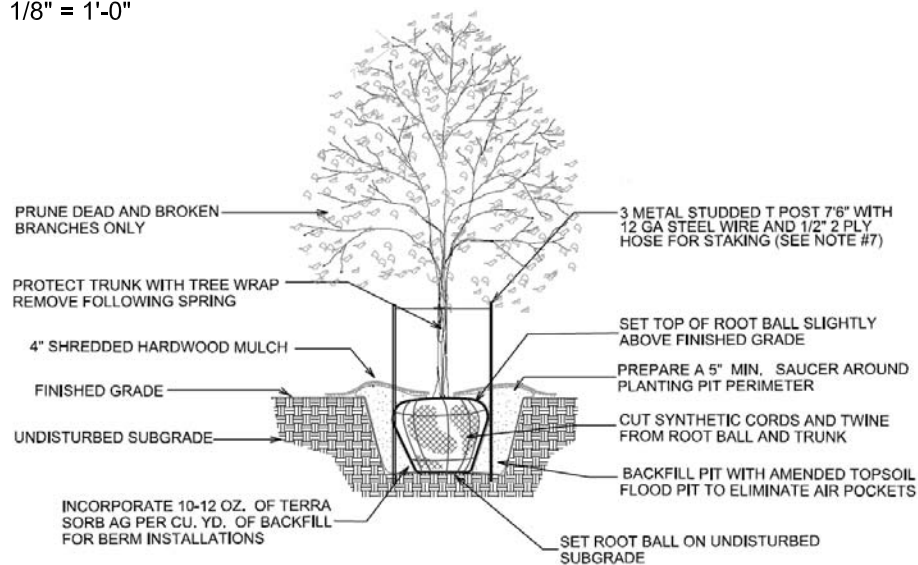 1/8" = 1'-0"
PRUNE DEAD AND BROKEN
BRANCHES ONLY
PROTECT TRUNK WITH TREE WRAP
REMOVE FOLLOWING SPRING
4" SHREDDED HARDWOOD MULCH
FINISHED GRADE
UNDISTURBED SUBGRADE
INCORPORATE 10-12 OZ. OF TERRA
SORB AG PER CU. YD. OF BACKFILL
FOR BERM INSTALLATIONS
3 METAL STUDDED T POST 7'6" WITH
12 GA STEEL WIRE AND 1/2" 2 PLY
HOSE FOR STAKING (SEE NOTE #7)
SET TOP OF ROOT BALL SLIGHTLY
ABOVE FINISHED GRADE
PREPARE A 5" MIN. SAUCER AROUND
PLANTING PIT PERIMETER
CUT SYNTHETIC CORDS AND TWINE
FROM ROOT BALL AND TRUNK
BACKFILL PIT WITH AMENDED TOPSOIL
FLOOD PIT TO ELIMINATE AIR POCKETS
SET ROOT BALL ON UNDISTURBED
SUBGRADE